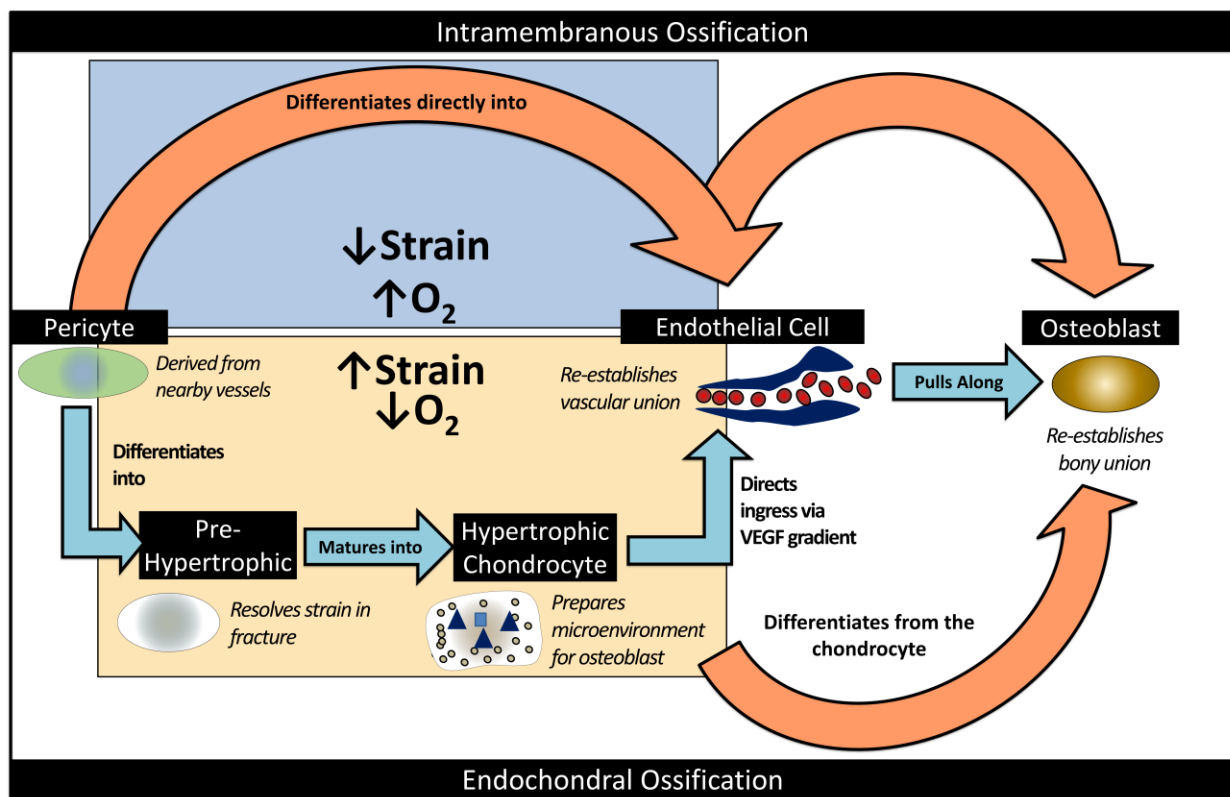 Intramembranous Ossification
Differentiates directly into
↓Strain
↑O₂
Pericyte
Endothelial Cell
Osteoblast
Derived from
nearby vessels
↑Strain
↓O₂
Re-establishes
vascular union
Pulls Along
Re-establishes
bony union
Differentiates
into
Directs
ingress via
VEGF gradient
Pre-
Hypertrophic
Matures into
Hypertrophic
Chondrocyte
Resolves strain in
fracture
Prepares
microenvironment
for osteoblast
Differentiates from the
chondrocyte
Endochondral Ossification